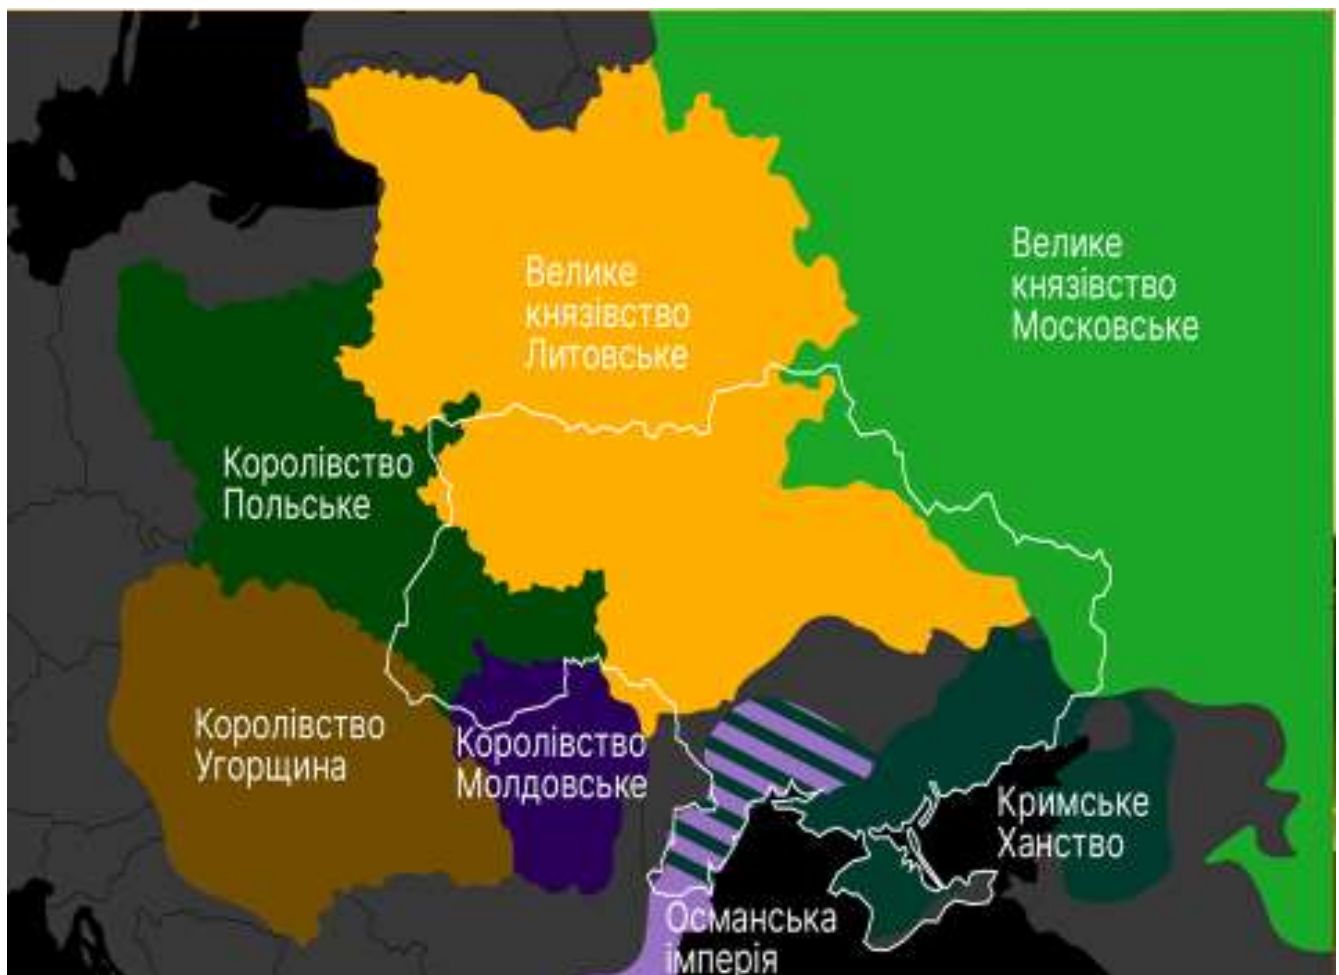 Велике
князівство
Литовське
Велике
князівство
Московське
Королівство
Польське
Королівство
Угорщина
Королівство
Молдовське
Кримське
Ханство
Османська
імперія